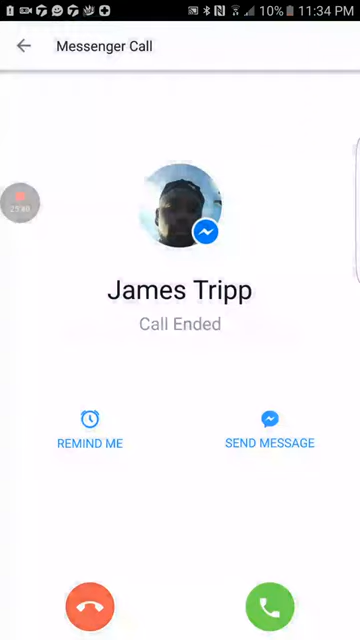 10% 11:34 PM
Messenger Call
James Tripp
Call Ended
REMIND ME
SEND MESSAGE